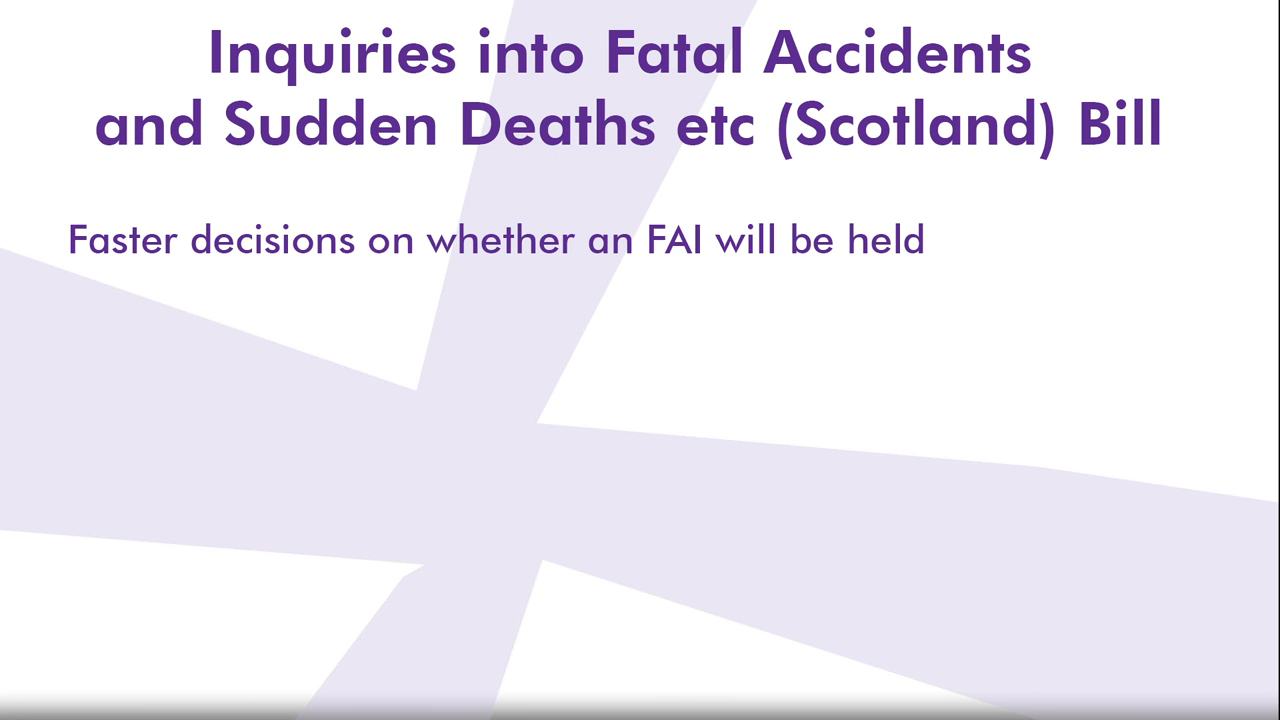 Inquiries into Fatal Accidents
and Sudden Deaths etc (Scotland) Bill
Faster decisions on whether an FAI will be held